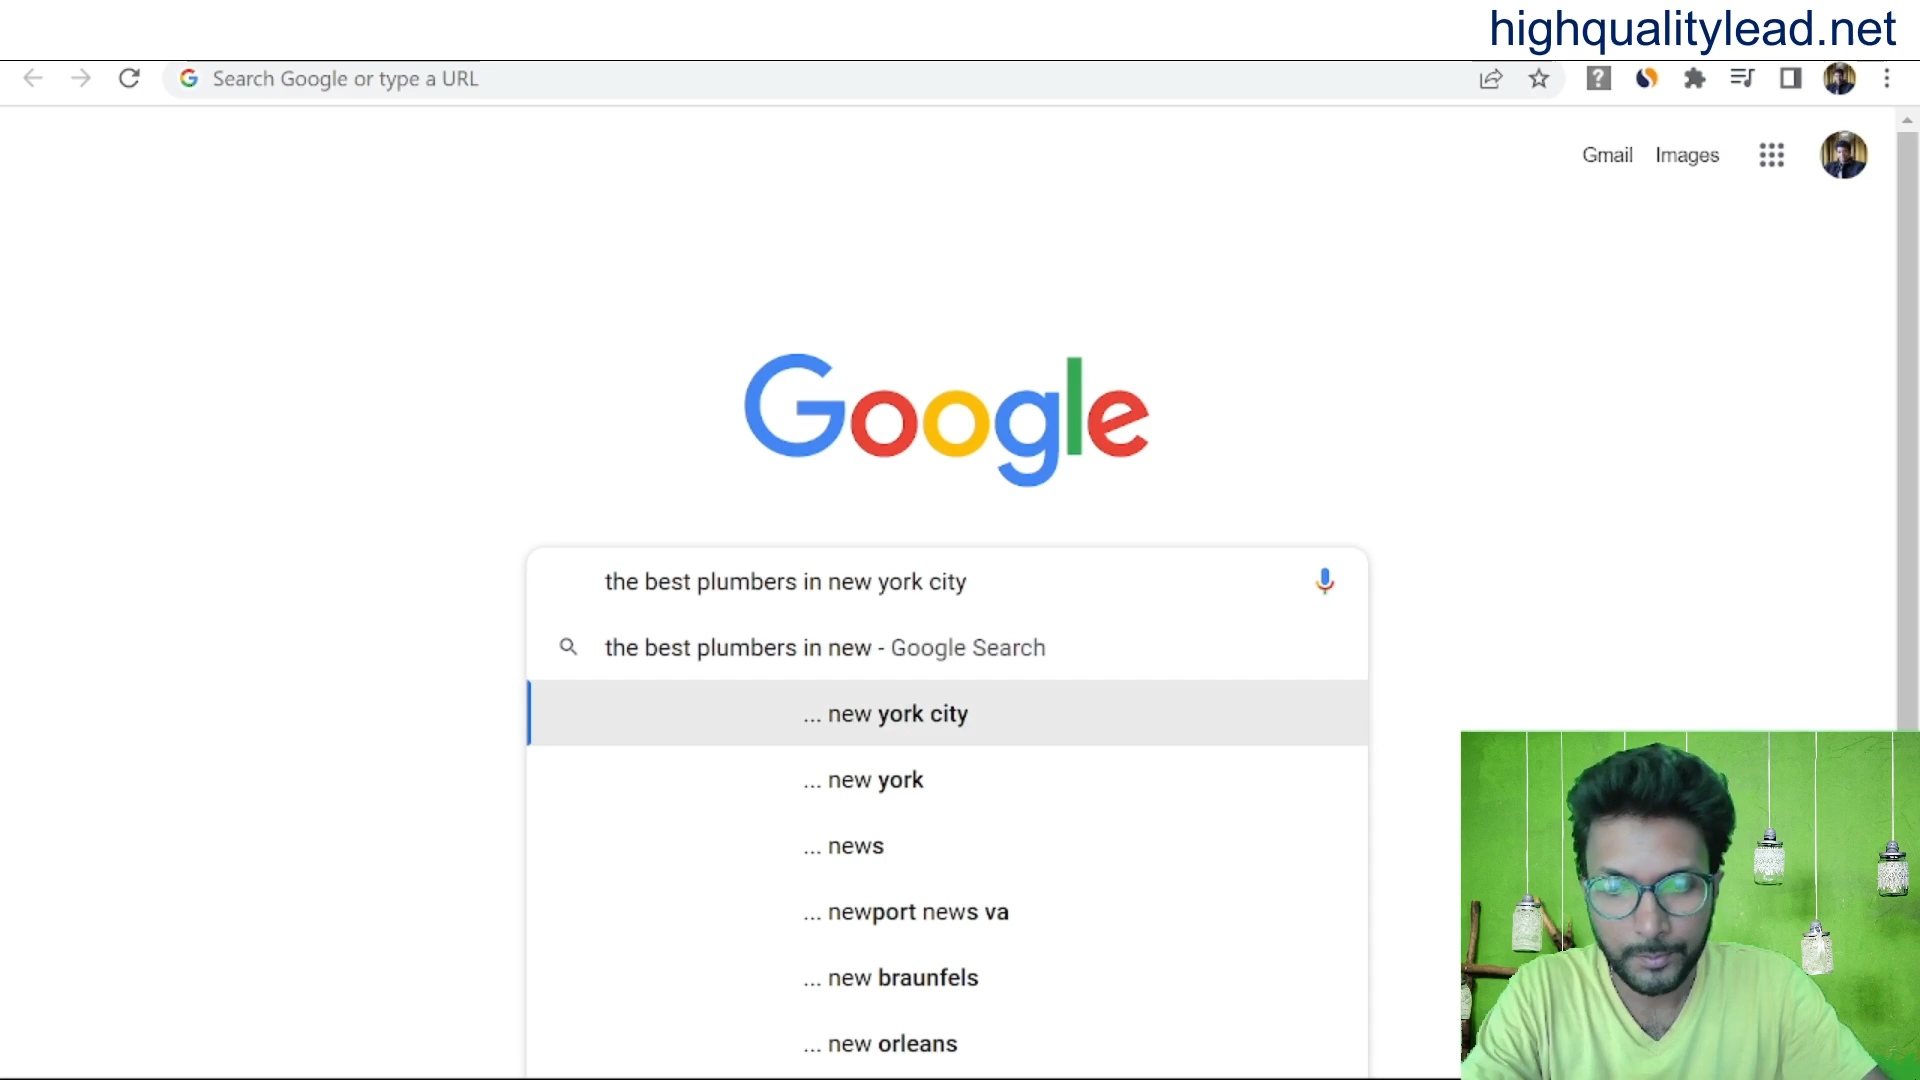 highqualitylead.net
Search Google or type a URL
Gmail Images
Google
the best plumbers in new york city
the best plumbers in new - Google Search
... new york city
... new york
... news
... newport news va
... new braunfels
... new orleans